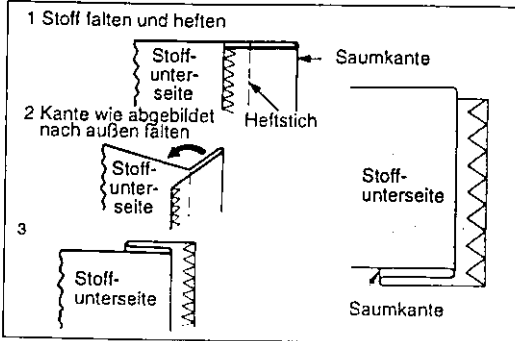 1 Stoff falten und heften
Stoff-
unter-
seite
Saumkante
Heftstich
2 Kante wie abgebildet
nach außen falten
Stoff-
unter-
seite
3
Stoff-
unterseite
Stoff-
unterseite
Saumkante